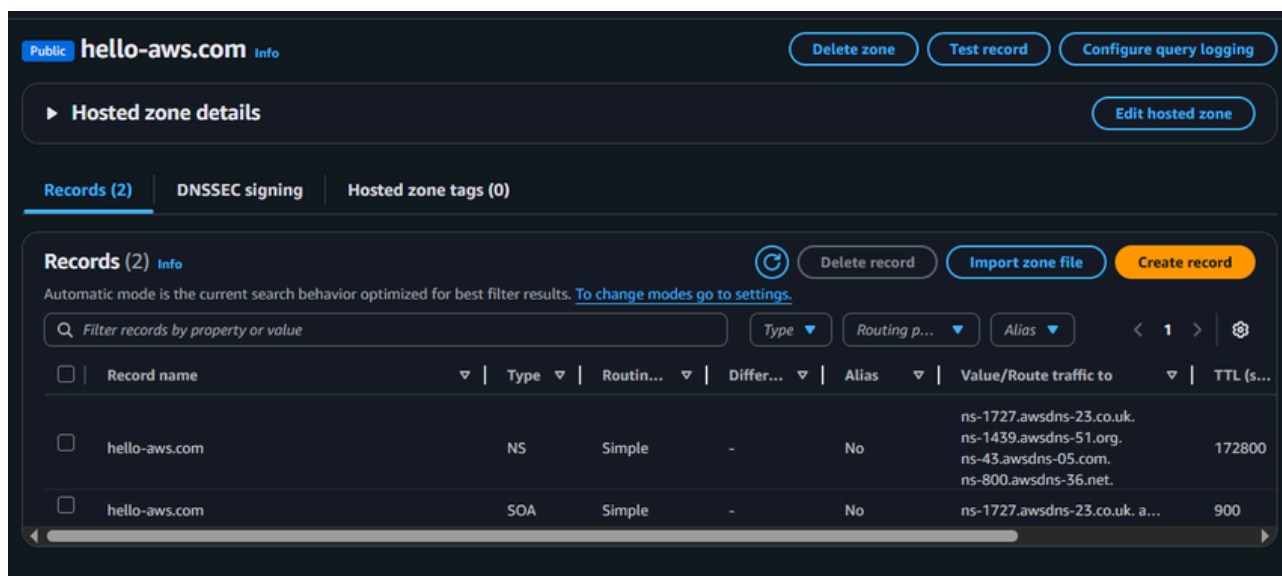 Public hello-aws.com Info Delete zone Test record Configure query logging
Hosted zone details Edit hosted zone
Records (2) DNSSEC signing Hosted zone tags (0)
Records (2) Info Delete record Import zone file Create record
Automatic mode is the current search behavior optimized for best filter results. To change modes go to settings.
Filter records by property or value Type Routing p... Alias 1
Record name Type Routin... Differ... Alias Value/Route traffic to TTL (s...
hello-aws.com NS Simple - No ns-1727.awsdns-23.co.uk.
ns-1439.awsdns-51.org.
ns-43.awsdns-05.com.
ns-800.awsdns-36.net.
172800
hello-aws.com SOA Simple - No ns-1727.awsdns-23.co.uk. a... 900